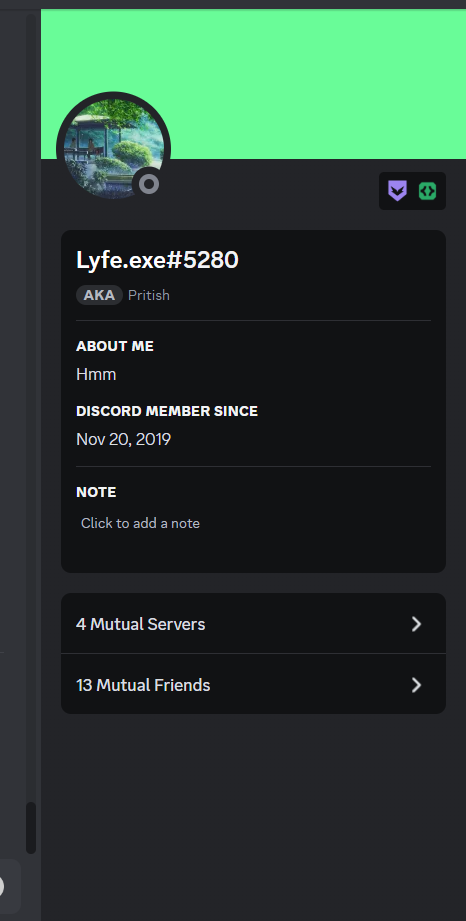 Lyfe.exe#5280
AKA Pritish
ABOUT ME
Hmm
DISCORD MEMBER SINCE
Nov 20, 2019
NOTE
Click to add a note
4 Mutual Servers
13 Mutual Friends